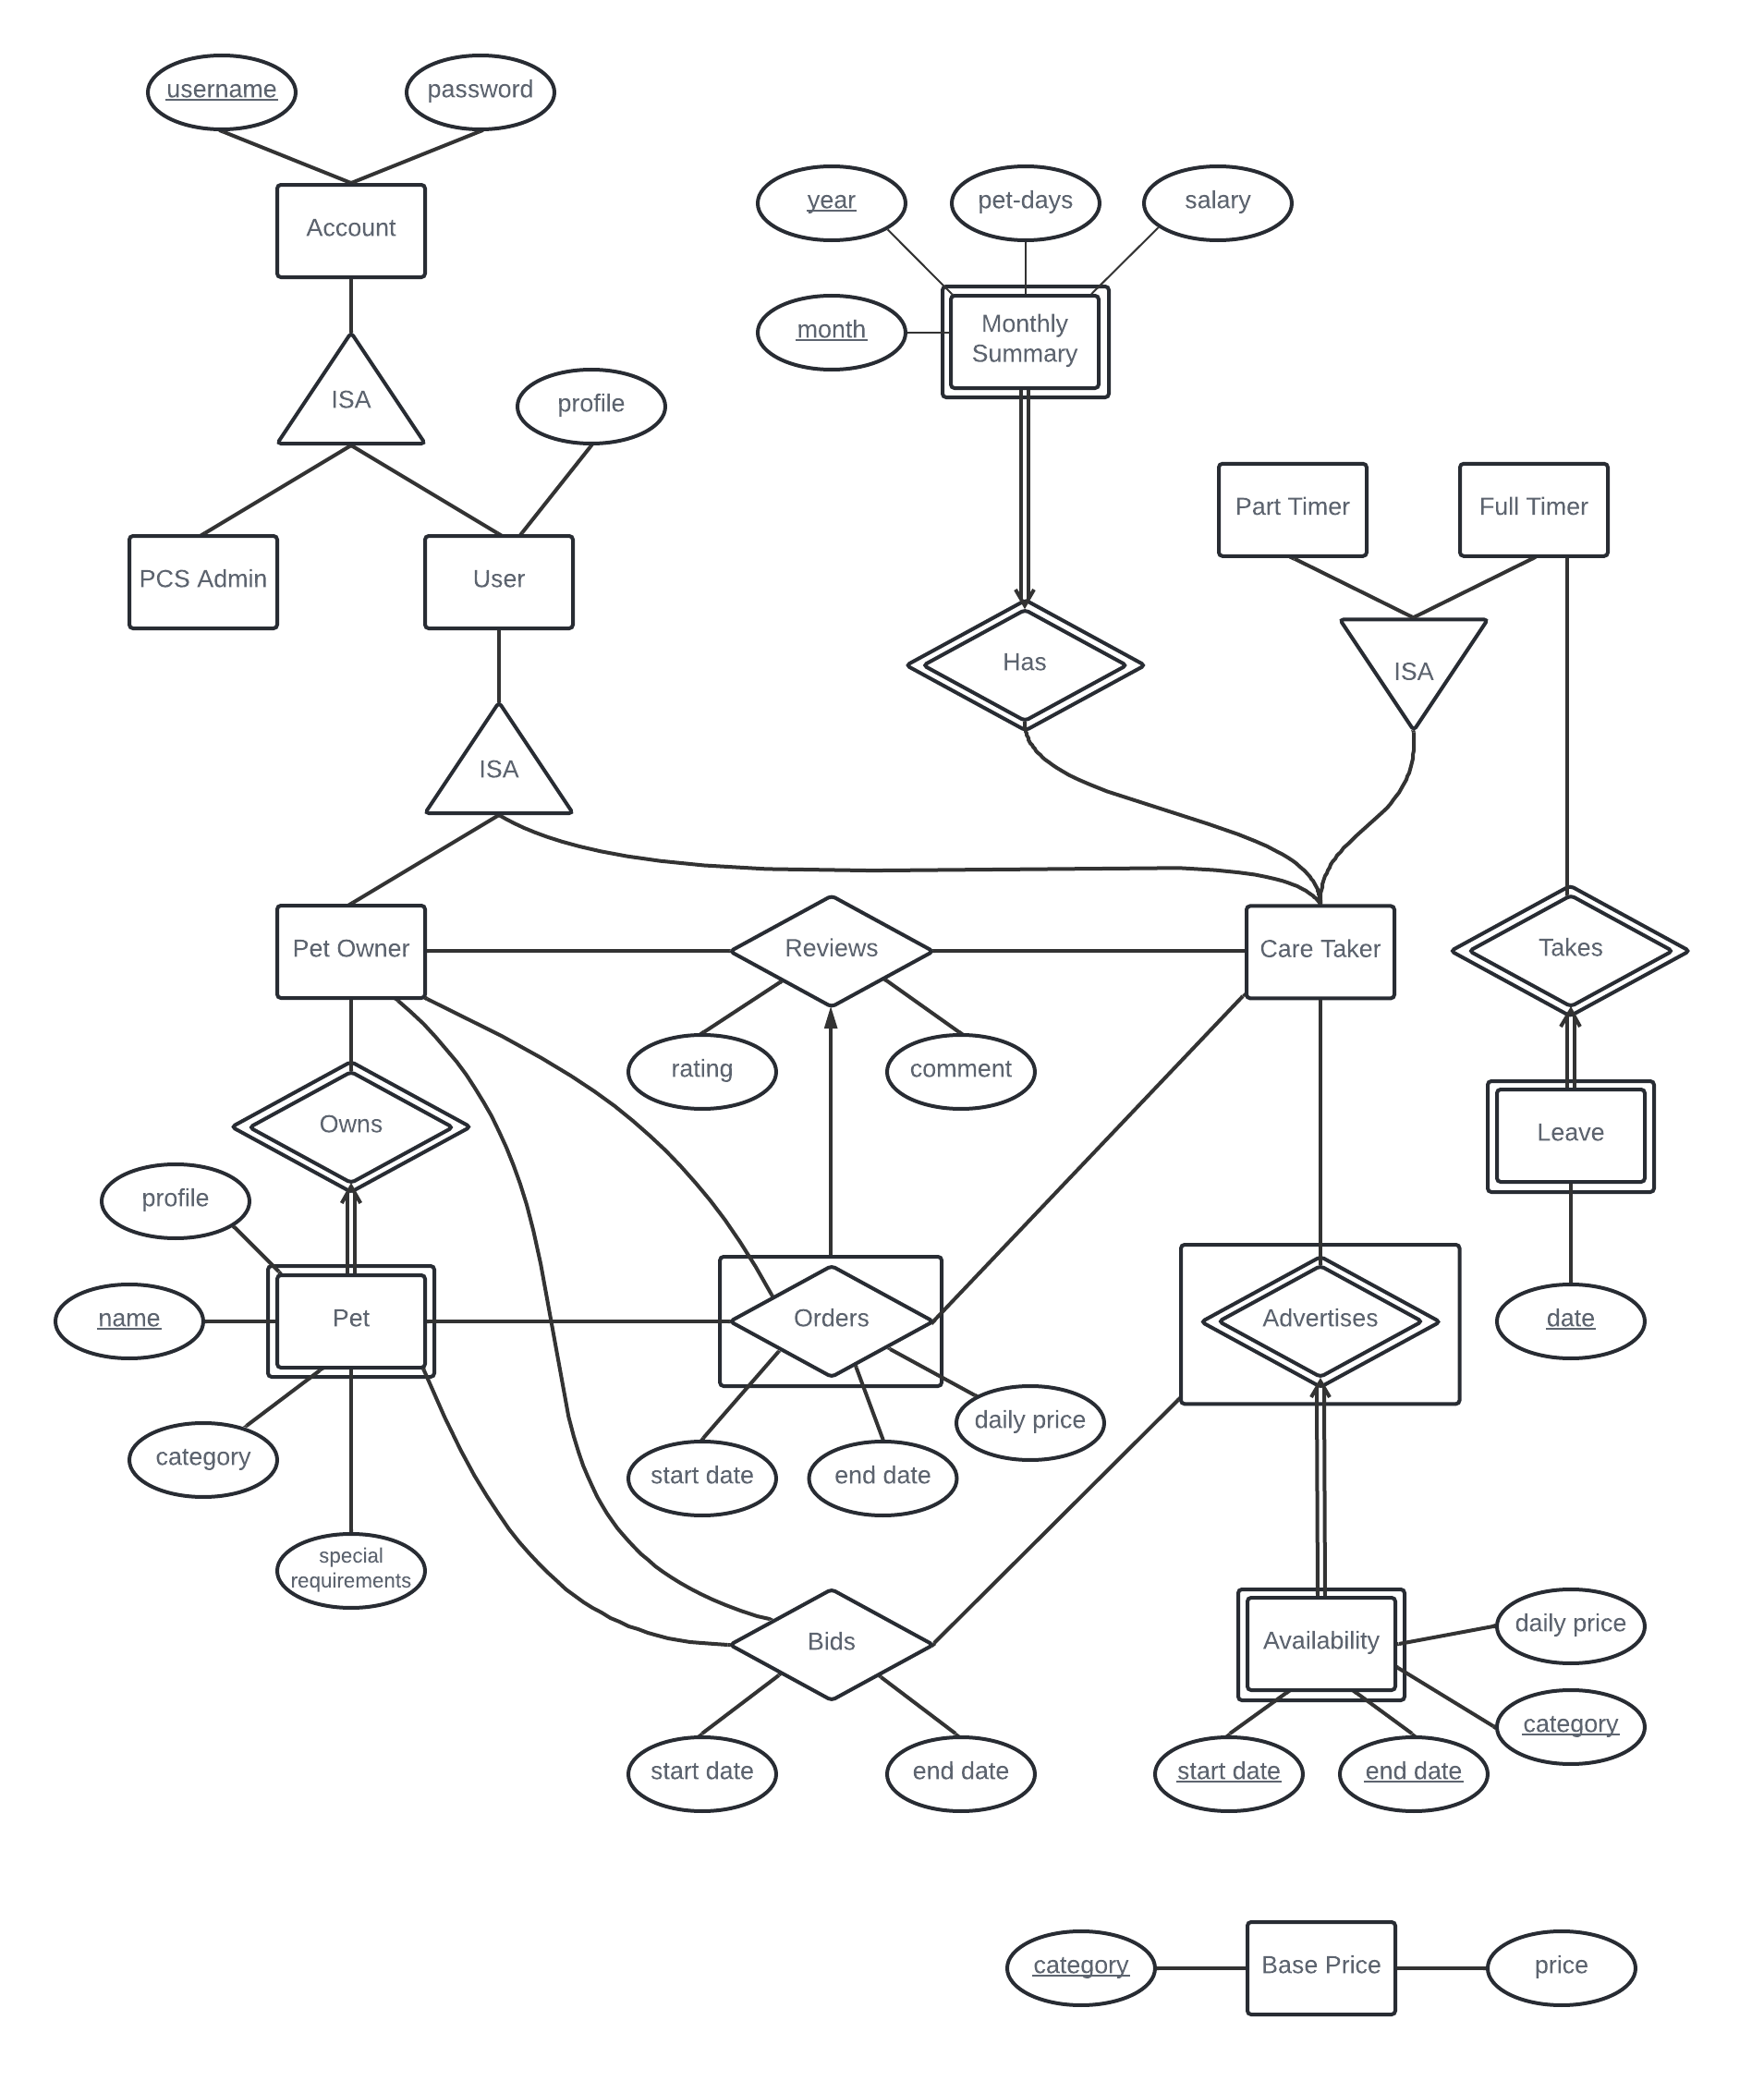 username
password
year
pet-days
salary
Account
month
Monthly
Summary
ISA
profile
Part Timer
Full Timer
PCS Admin
User
Has
ISA
ISA
Pet Owner
Reviews
Care Taker
Takes
rating
comment
Owns
Leave
profile
name
Pet
Orders
Advertises
date
daily price
category
start date
end date
special
requirements
Bids
Availability
daily price
category
start date
end date
start date
end date
category
Base Price
price